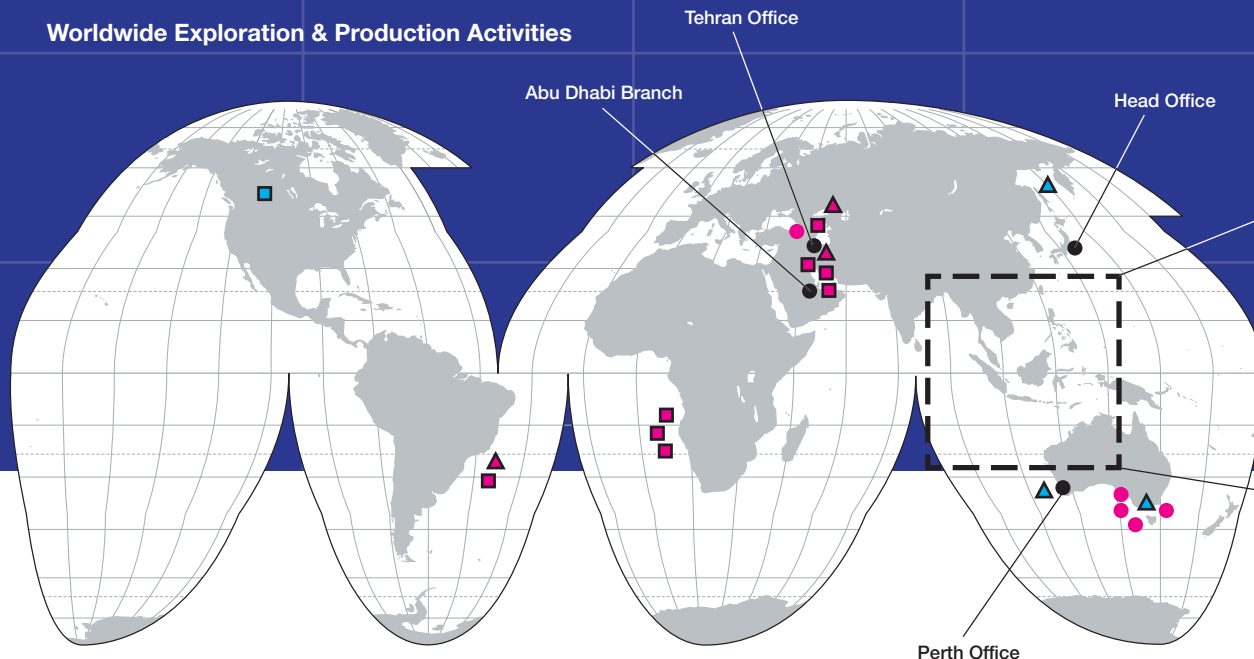 Tehran Office
Worldwide Exploration & Production Activities
Abu Dhabi Branch
Head Office
Perth Office